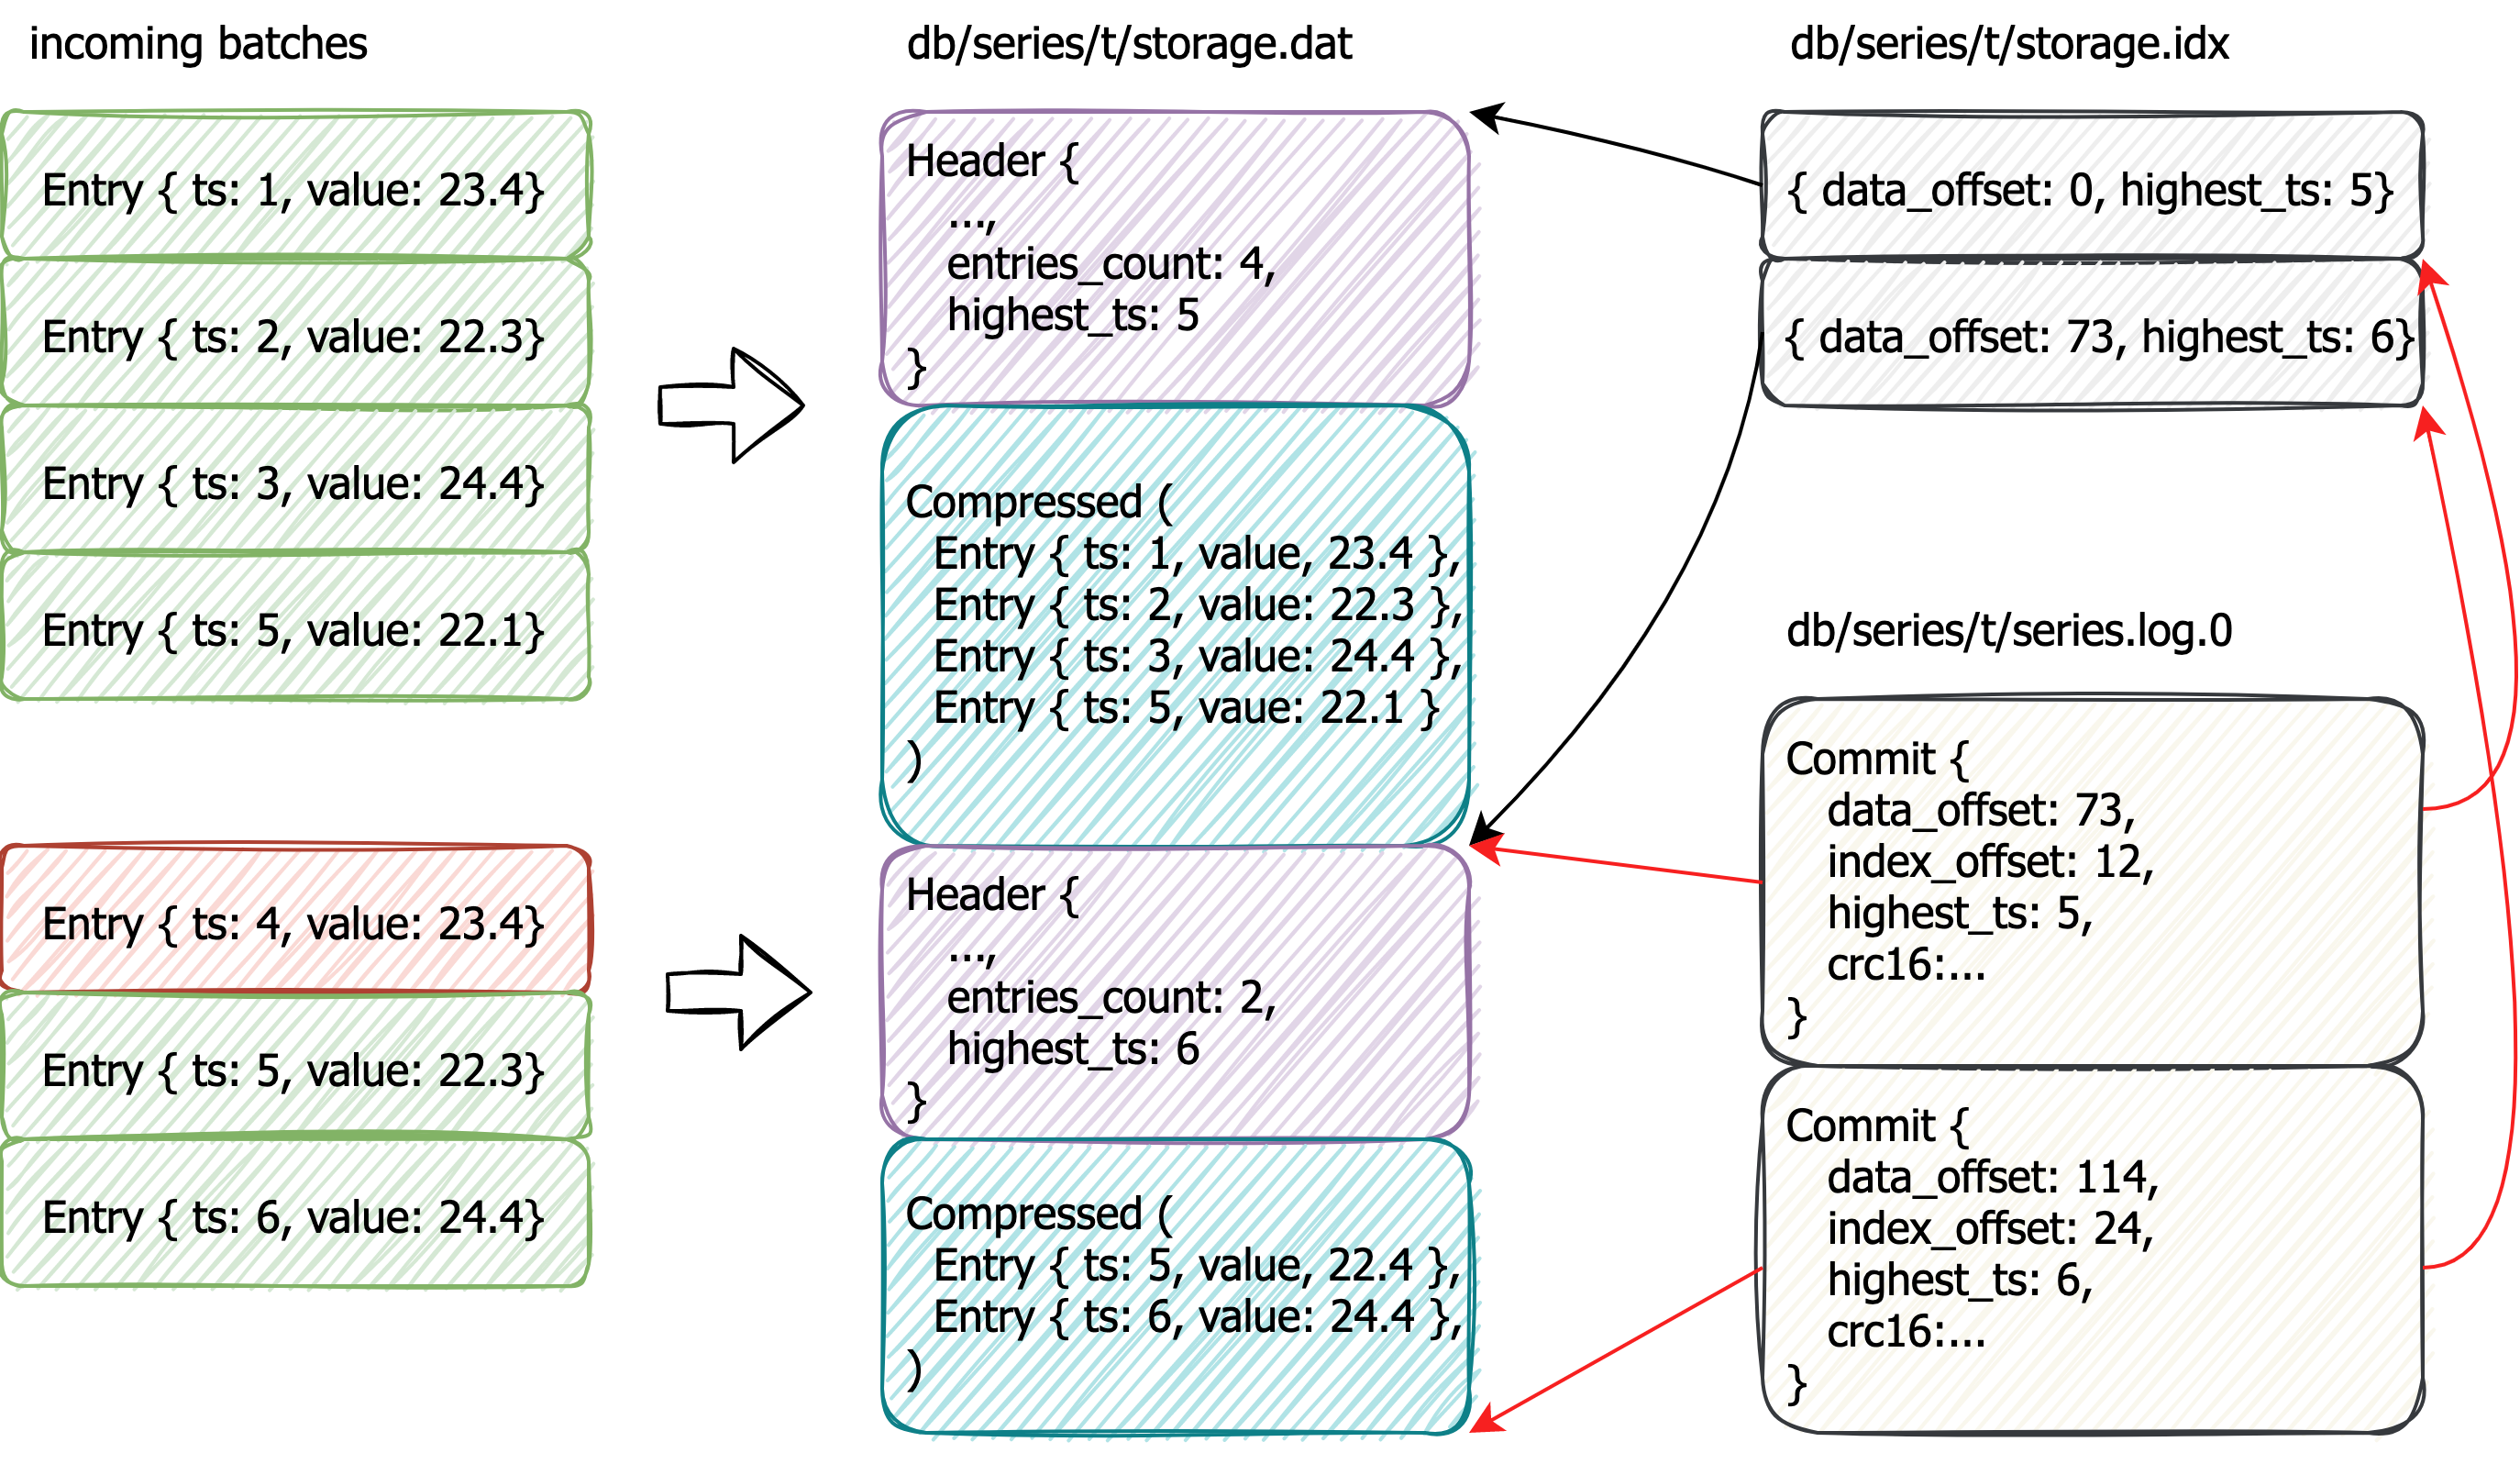 incoming batches
Entry { ts: 1, value: 23.4}
Entry { ts: 2, value: 22.3}
Entry { ts: 3, value: 24.4}
Entry { ts: 5, value: 22.1}
Entry { ts: 4, value: 23.4}
Entry { ts: 5, value: 22.3}
Entry { ts: 6, value: 24.4}
db/series/t/storage.dat
Header {
...,
entries_count: 4,
highest_ts: 5
}
Compressed (
Entry { ts: 1, value, 23.4 },
Entry { ts: 2, value: 22.3 },
Entry { ts: 3, value: 24.4 },
Entry { ts: 5, vaue: 22.1 }
)
Header {
...,
entries_count: 2,
highest_ts: 6
}
Compressed (
Entry { ts: 5, value, 22.4 },
Entry { ts: 6, value: 24.4 },
)
db/series/t/storage.idx
{ data_offset: 0, highest_ts: 5}
{ data_offset: 73, highest_ts: 6}
db/series/t/series.log.0
Commit {
data_offset: 73,
index_offset: 12,
highest_ts: 5,
crc16:...
}
Commit {
data_offset: 114,
index_offset: 24,
highest_ts: 6,
crc16:...
}